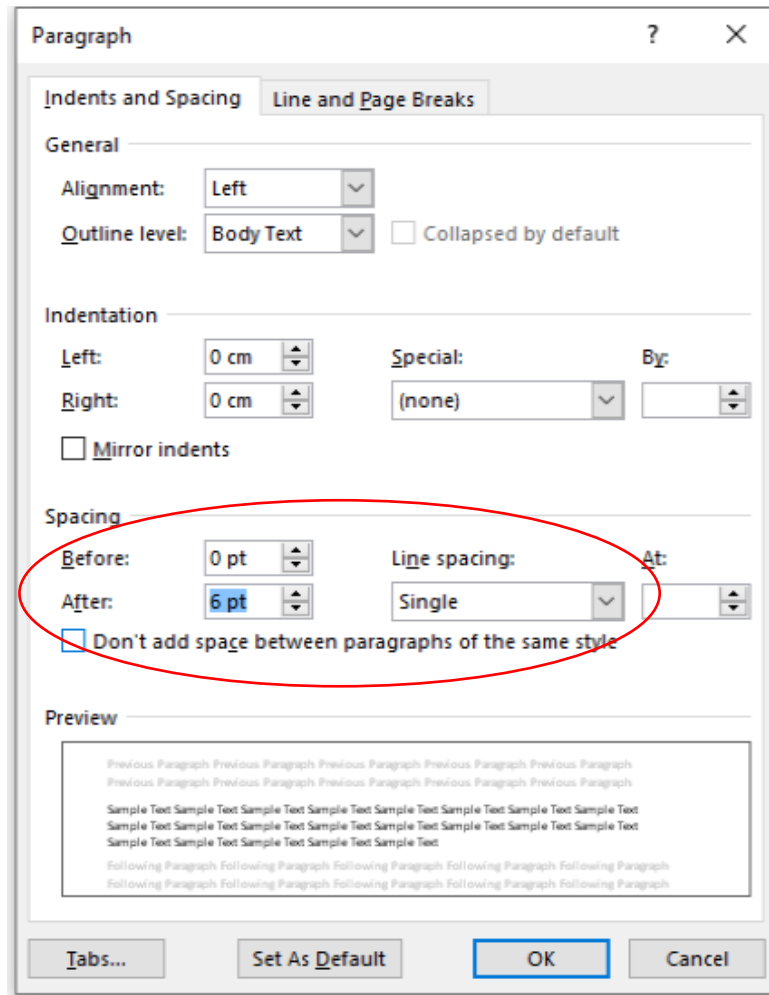 Paragraph ? ✕
Indents and Spacing Line and Page Breaks
General
Alignment: Left
Outline level: Body Text Collapsed by default
Indentation
Left: 0 cm Special: By:
Right: 0 cm (none)
Mirror indents
Spacing
Before: 0 pt Line spacing: At:
After: 6 pt Single
Don't add space between paragraphs of the same style
Preview
Previous Paragraph Previous Paragraph Previous Paragraph Previous Paragraph Previous Paragraph
Previous Paragraph Previous Paragraph Previous Paragraph Previous Paragraph Previous Paragraph
Sample Text Sample Text Sample Text Sample Text Sample Text Sample Text Sample Text Sample Text
Sample Text Sample Text Sample Text Sample Text Sample Text Sample Text Sample Text Sample Text
Sample Text Sample Text Sample Text Sample Text Sample Text
Following Paragraph Following Paragraph Following Paragraph Following Paragraph Following Paragraph
Following Paragraph Following Paragraph Following Paragraph Following Paragraph Following Paragraph
Tabs... Set As Default OK Cancel